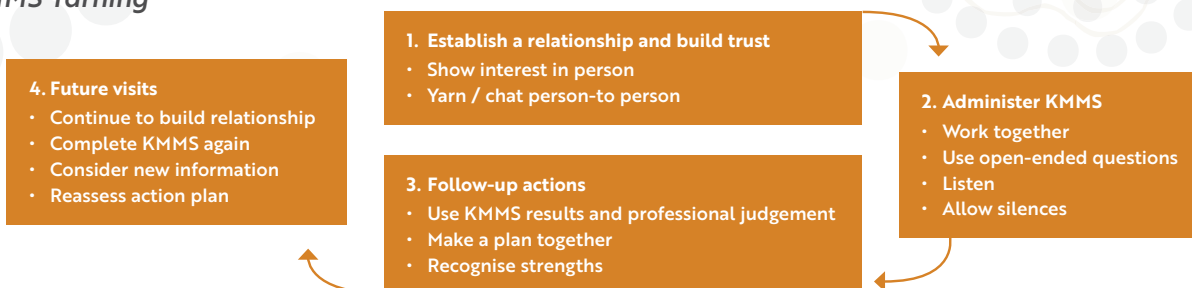 1. Establish a relationship and build trust
• Show interest in person
• Yarn / chat person-to person
2. Administer KMMS
• Work together
• Use open-ended questions
• Listen
• Allow silences
3. Follow-up actions
• Use KMMS results and professional judgement
• Make a plan together
• Recognise strengths
4. Future visits
• Continue to build relationship
• Complete KMMS again
• Consider new information
• Reassess action plan